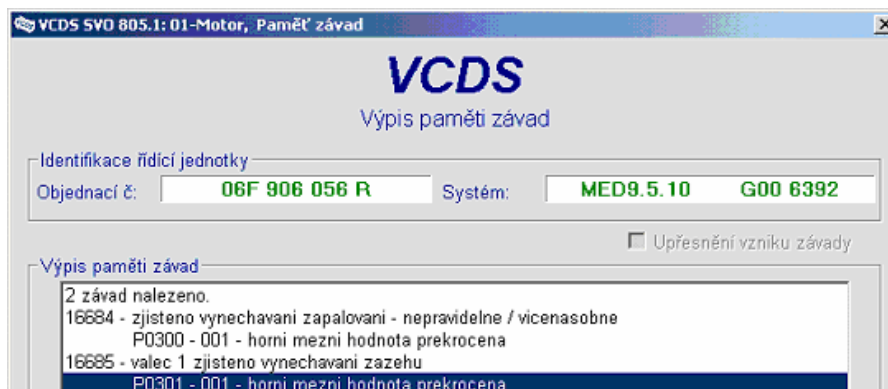 VCDS SVO 805.1: 01-Motor, Paměť závad
VCDS
Výpis paměti závad
Identifikace řídící jednotky
Objednací č: 06F 906 056 R Systém: MED9.5.10 G00 6392
Upřesnění vzniku závady
Výpis paměti závad
2 závad nalezeno.
16684 - zjisteno vynechavani zapalovani - nepravidelne / vicenasobne
P0300 - 001 - horni mezni hodnota prekrocena
16685 - valec 1 zjisteno vynechavani zazehu
P0301 - 001 - horni mezni hodnota prekrocena